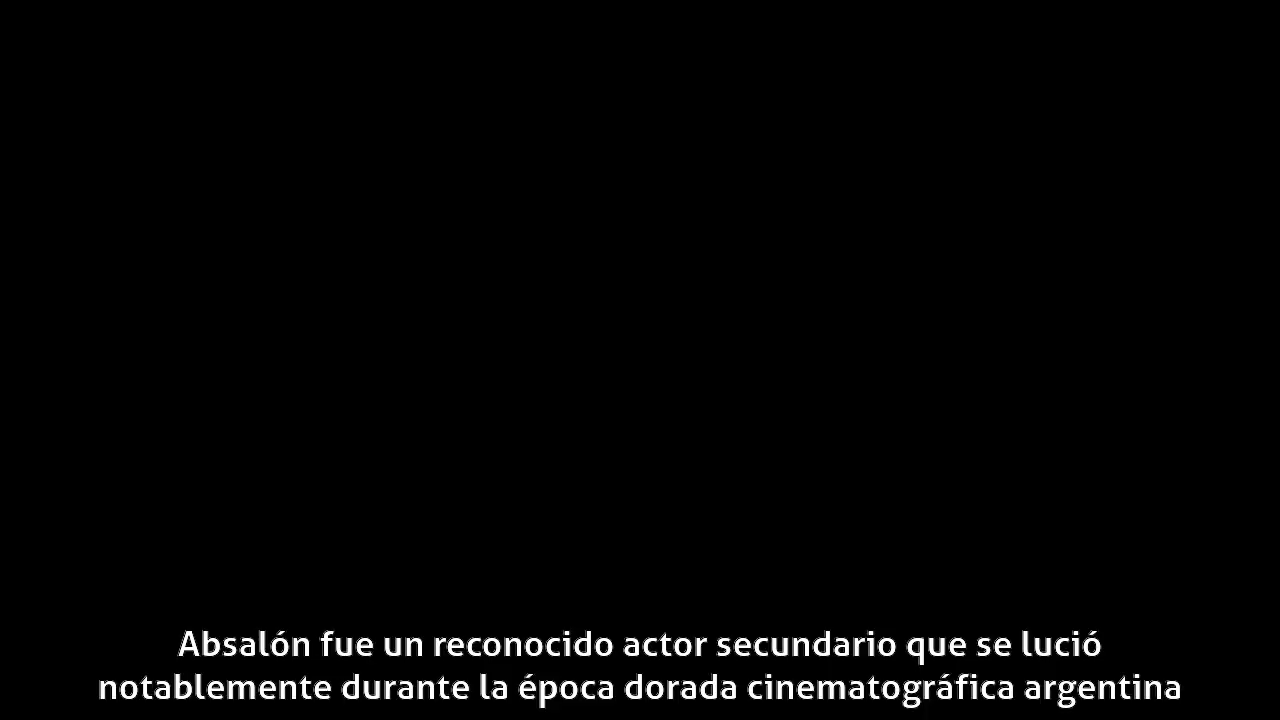 Absalón fue un reconocido actor secundario que se lució
notablemente durante la época dorada cinematográfica argentina